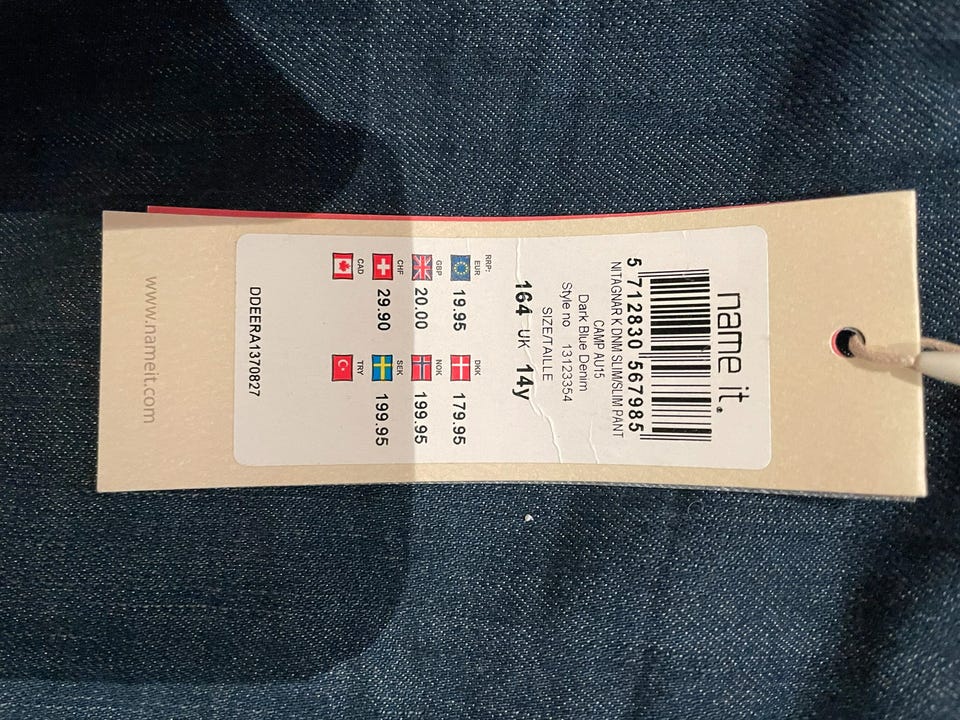 name it.
5 712830 567985
NITAGNAR K DNM SLIM/SLIM PANT
CAMP AU15
Dark Blue Denim
Style no 13123354
SIZE/TAILLE
164 UK 14y
RRP:
EUR 19.95 DKK 179.95
GBP 20.00 NOK 199.95
CHF 29.90 SEK 199.95
CAD TRY
DDEERA1370827
www.nameit.com